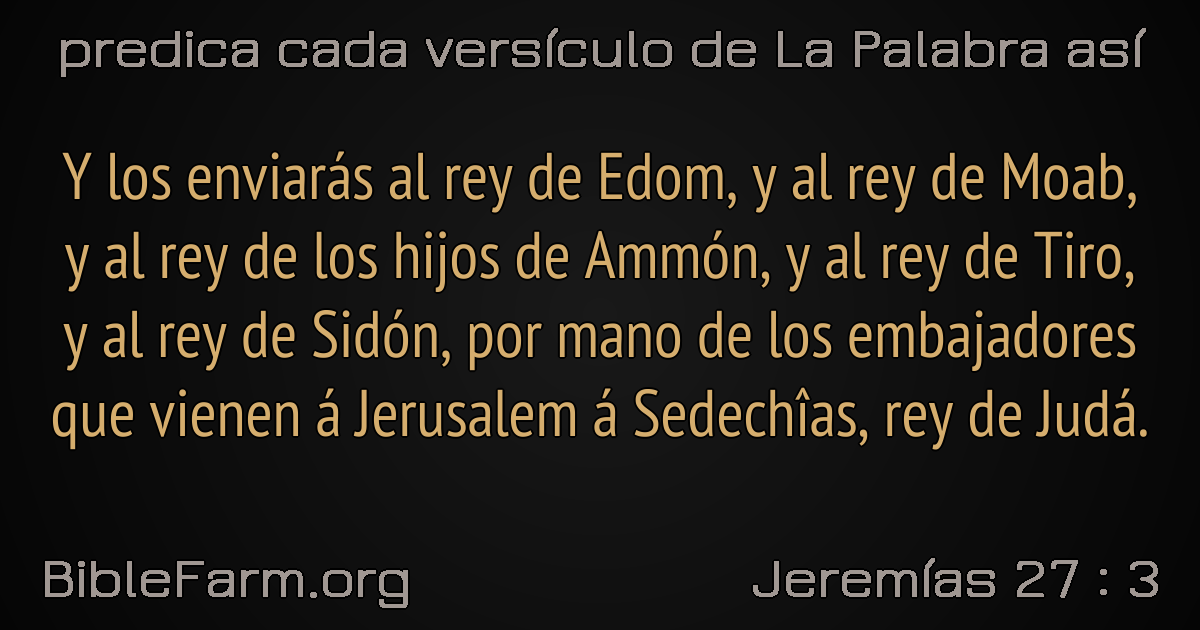 predica cada versículo de La Palabra así
Y los enviarás al rey de Edom, y al rey de Moab,
y al rey de los hijos de Ammón, y al rey de Tiro,
y al rey de Sidón, por mano de los embajadores
que vienen á Jerusalem á Sedechîas, rey de Judá.
BibleFarm.org
Jeremías 27 : 3